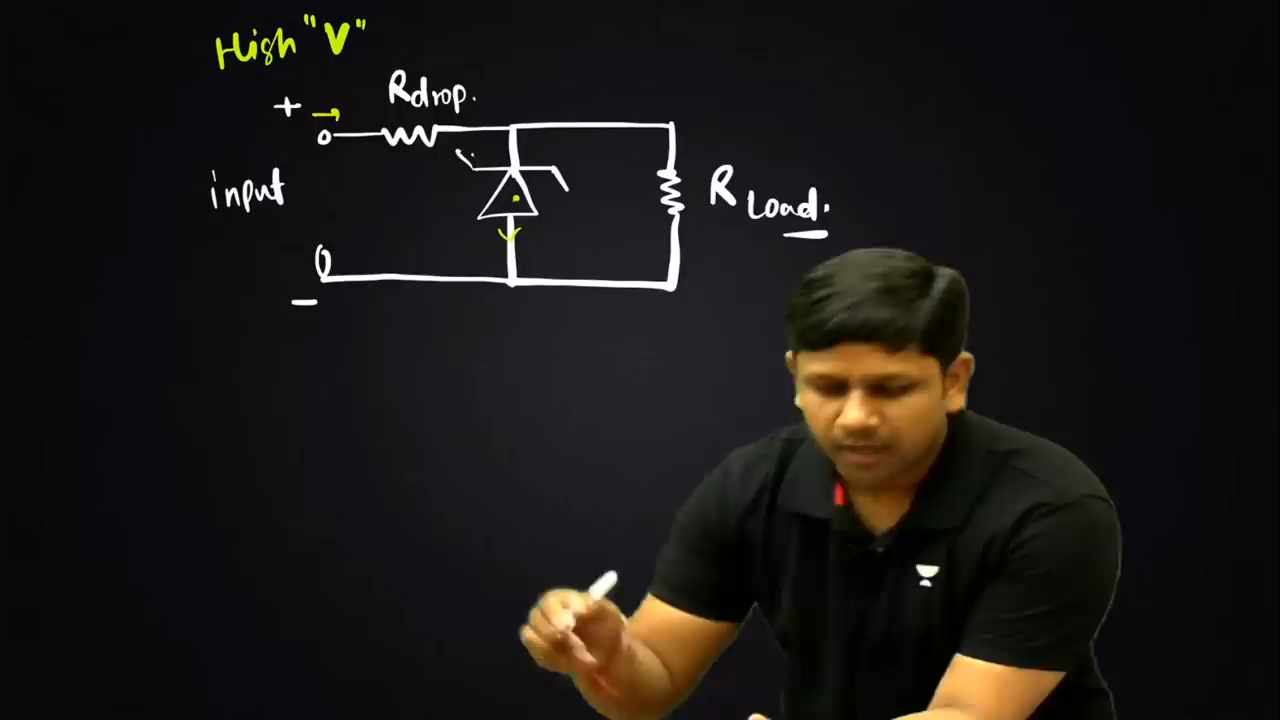 High "V"
+
Rdrop.
input
R Load.
-